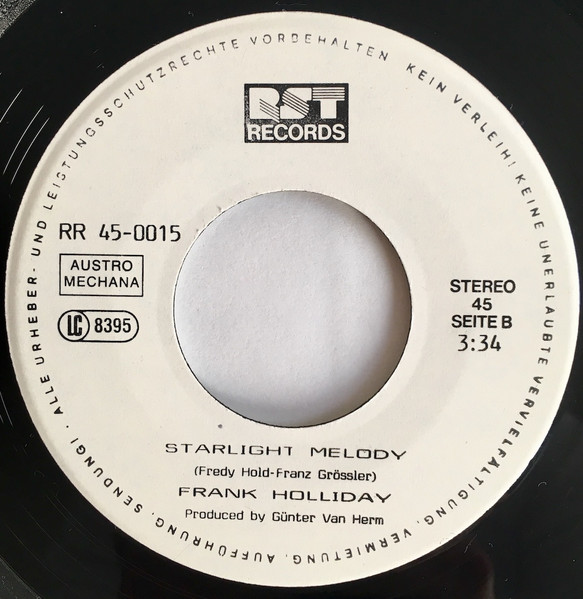 · ALLE URHEBER- UND LEISTUNGSSCHUTZRECHTE VORBEHALTEN   KEIN VERLEIH! KEINE UNERLAUBTE VERVIELFÄLTIGUNG, VERMIETUNG, AUFFÜHRUNG, SENDUNG!
RST
RECORDS
RR 45-0015
AUSTRO
MECHANA
LC 8395
STEREO
45
SEITE B
3:34
STARLIGHT MELODY
(Fredy Hold-Franz Grössler)
FRANK HOLLIDAY
Produced by Günter Van Herm